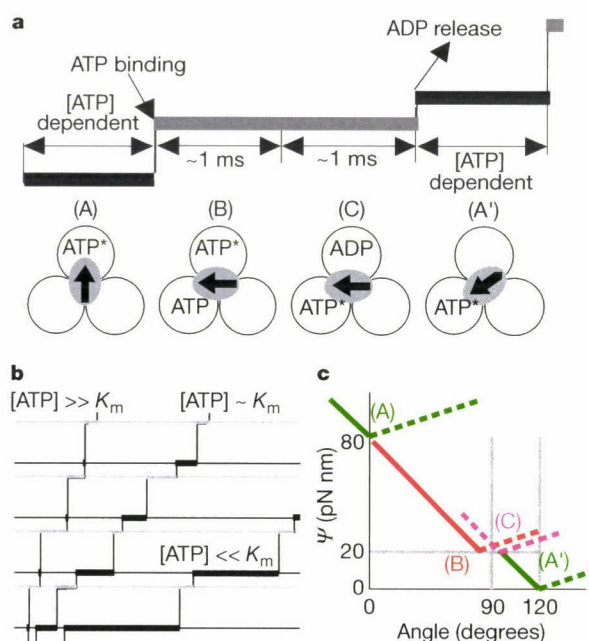 a
ADP release
ATP binding
[ATP]
dependent
~1 ms
~1 ms
[ATP]
dependent
(A)
(B)
(C)
(A')
ATP*
ATP*
ADP
ATP
ATP*
ATP*
b
[ATP] >> Km
[ATP] ~ Km
[ATP] << Km
c
Ψ (pN nm)
80
20
0
(A)
(B)
(C)
(A')
0
90
120
Angle (degrees)